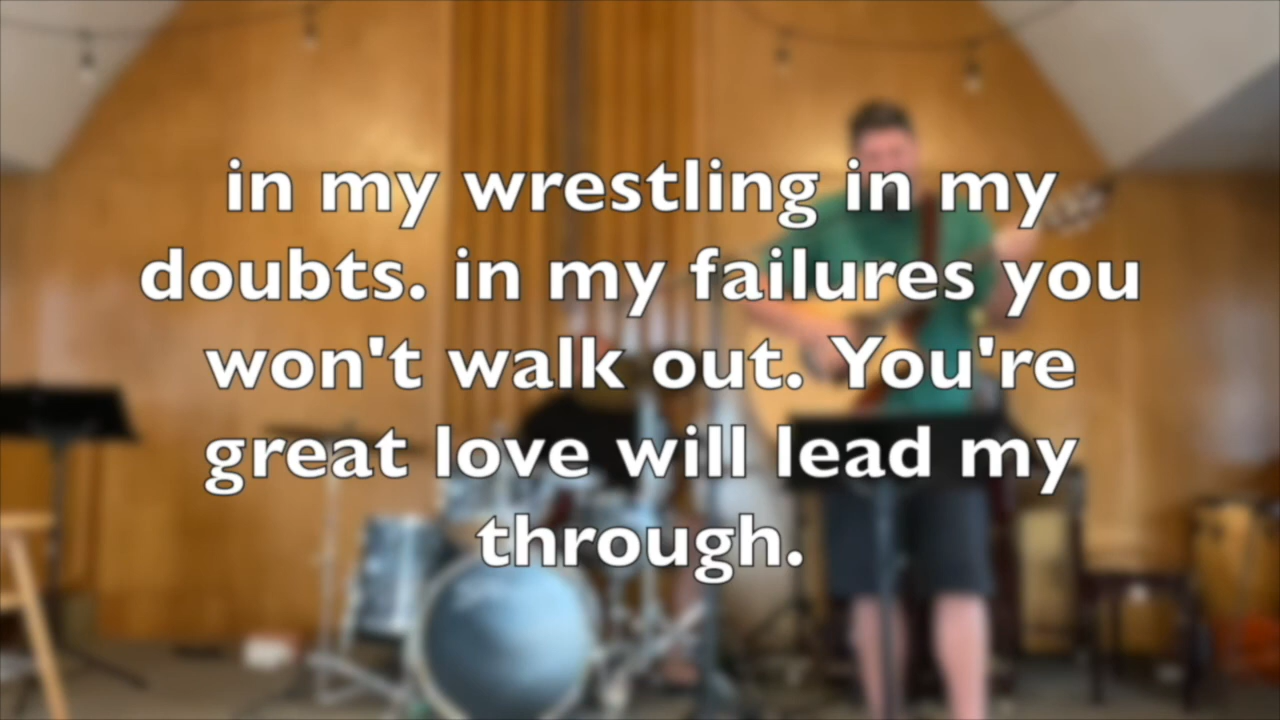 in my wrestling in my
doubts. in my failures you
won't walk out. You're
great love will lead my
through.